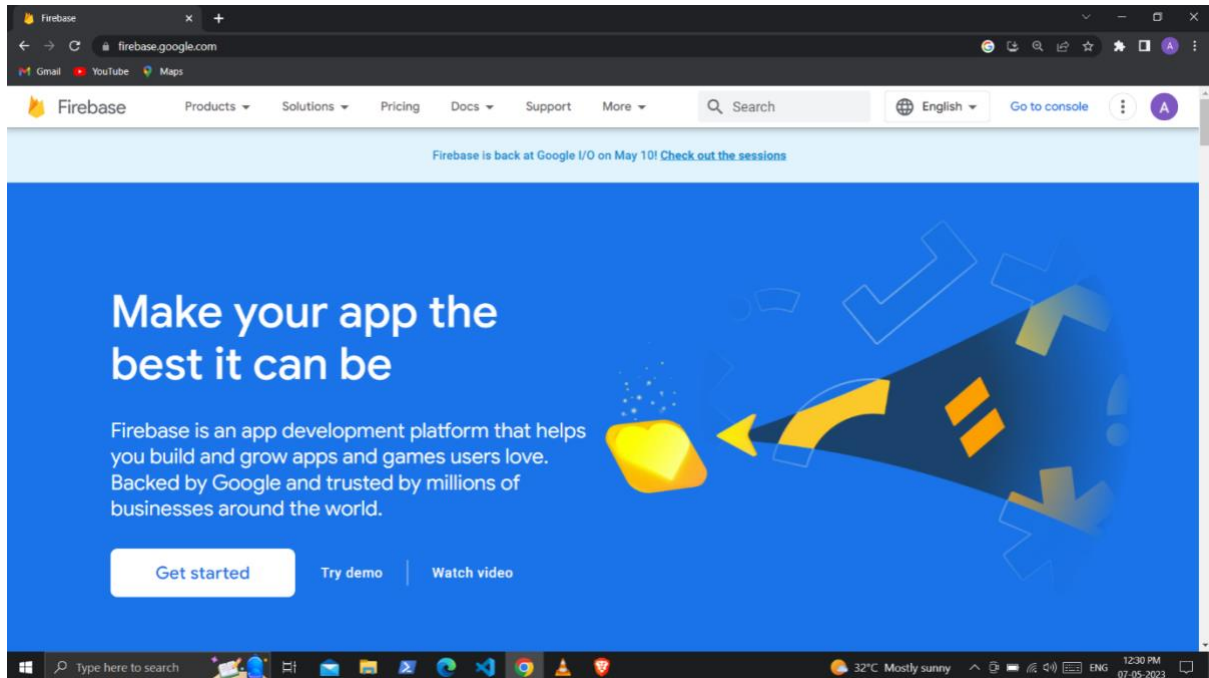 Firebase
firebase.google.com
Gmail YouTube Maps
Firebase Products Solutions Pricing Docs Support More Search English Go to console A
Firebase is back at Google I/O on May 10! Check out the sessions
Make your app the
best it can be
Firebase is an app development platform that helps
you build and grow apps and games users love.
Backed by Google and trusted by millions of
businesses around the world.
Get started Try demo Watch video
Type here to search 32°C Mostly sunny ENG 12:30 PM
07-05-2023